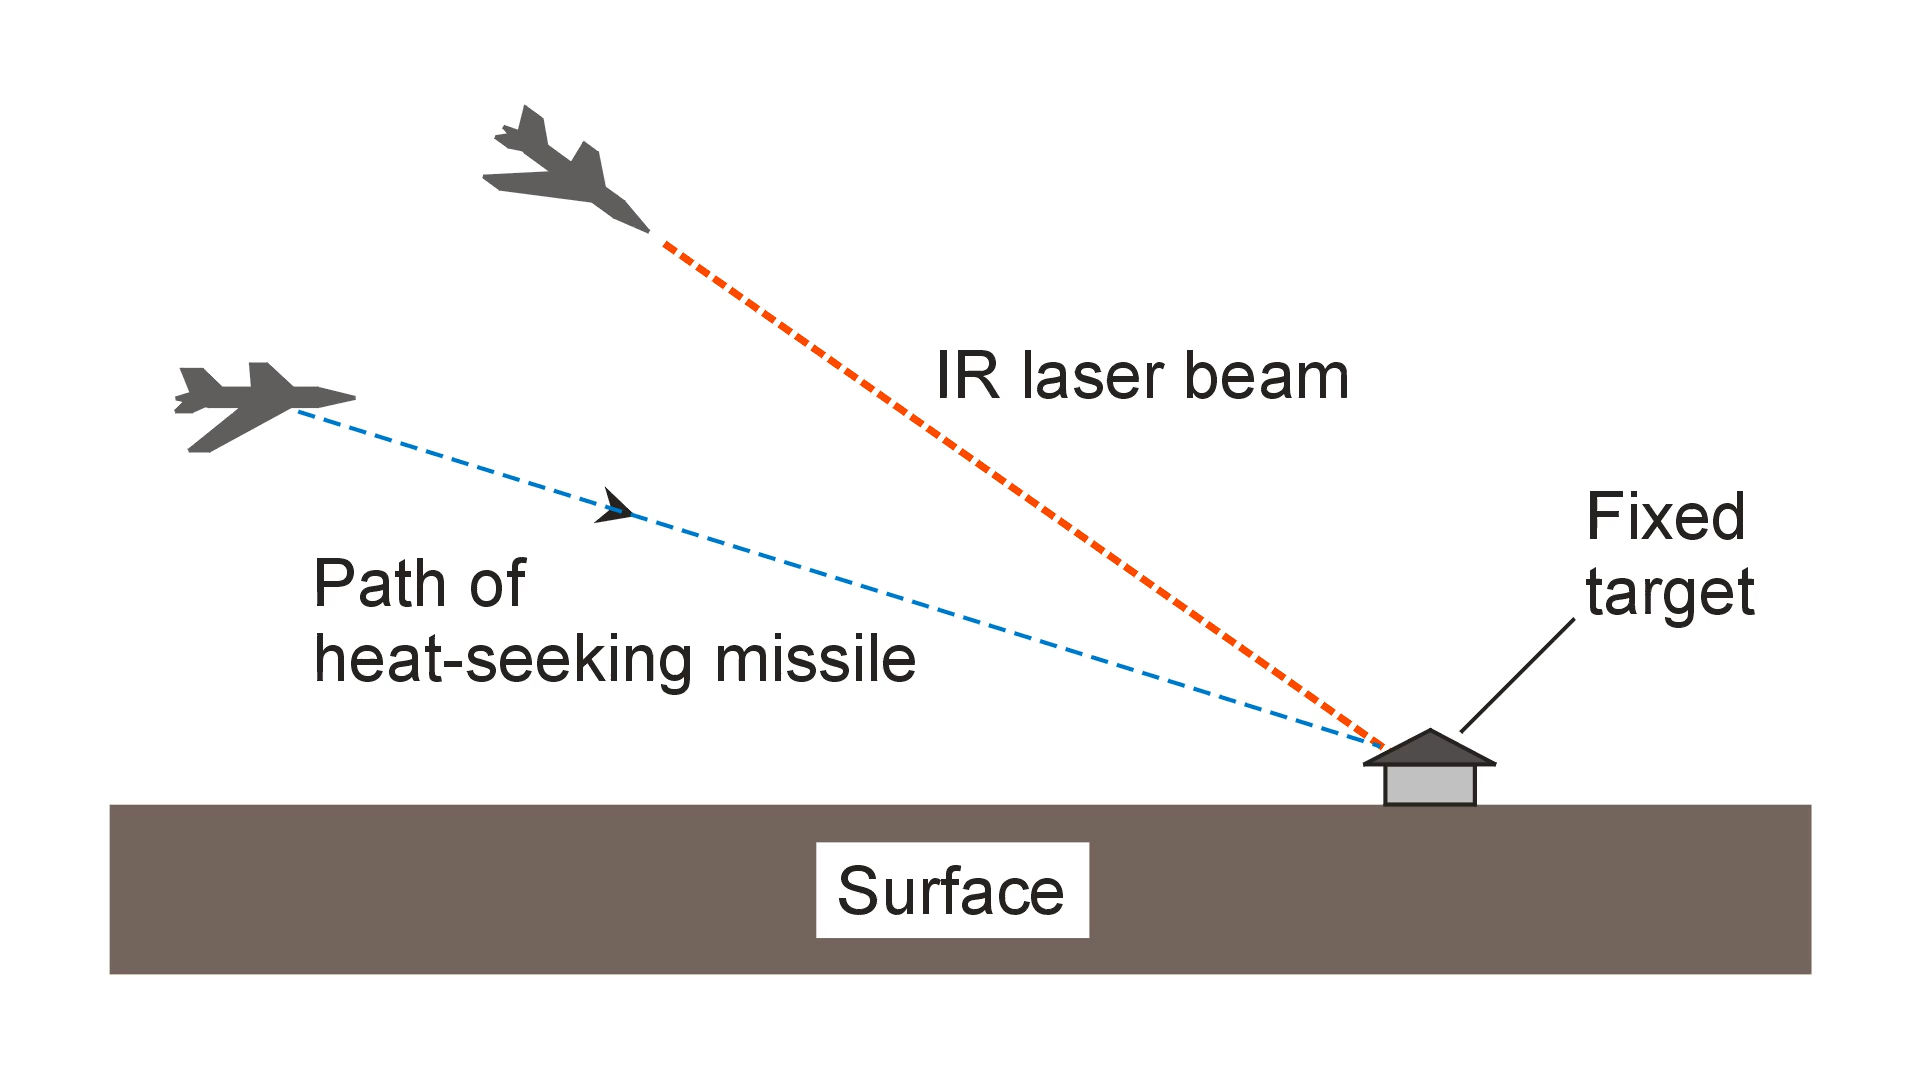 IR laser beam
Fixed
target
Path of
heat-seeking missile
Surface